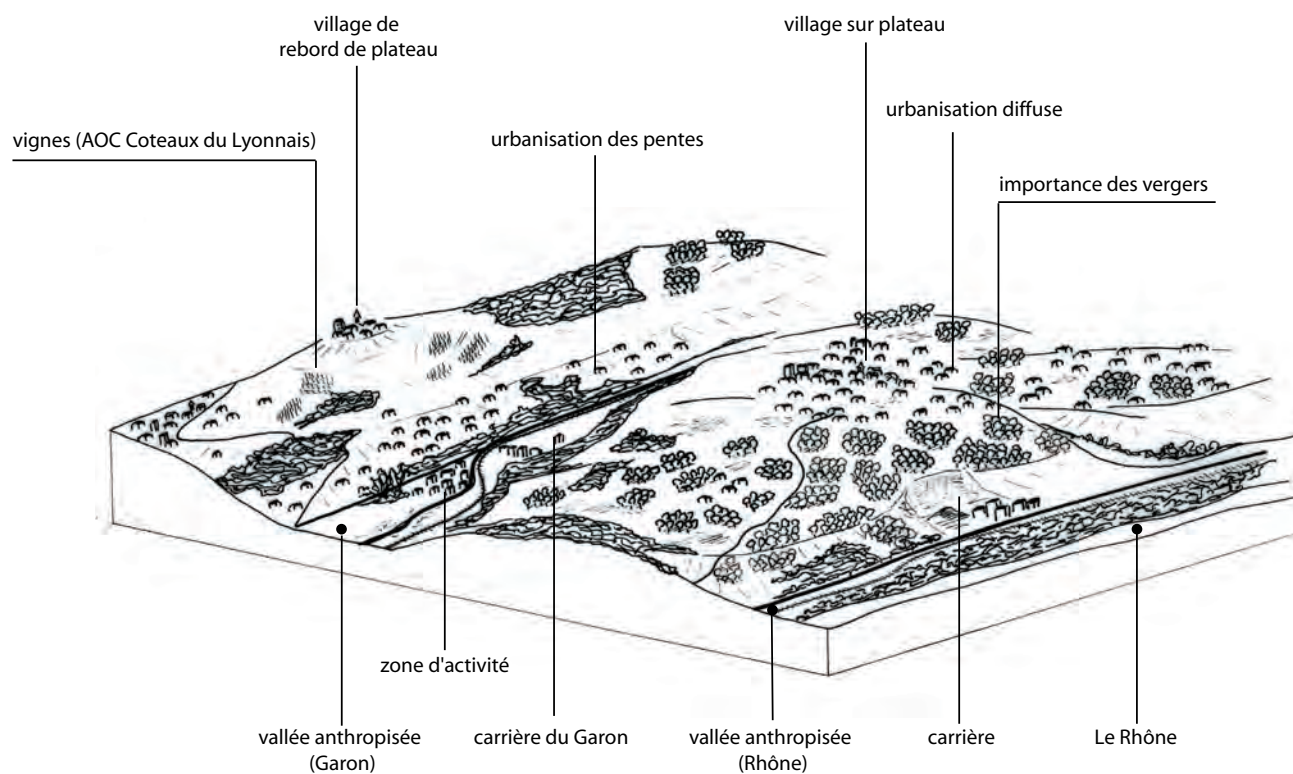 village de
rebord de plateau
village sur plateau
urbanisation diffuse
vignes (AOC Coteaux du Lyonnais)
urbanisation des pentes
importance des vergers
zone d'activité
vallée anthropisée
(Garon)
carrière du Garon
vallée anthropisée
(Rhône)
carrière
Le Rhône